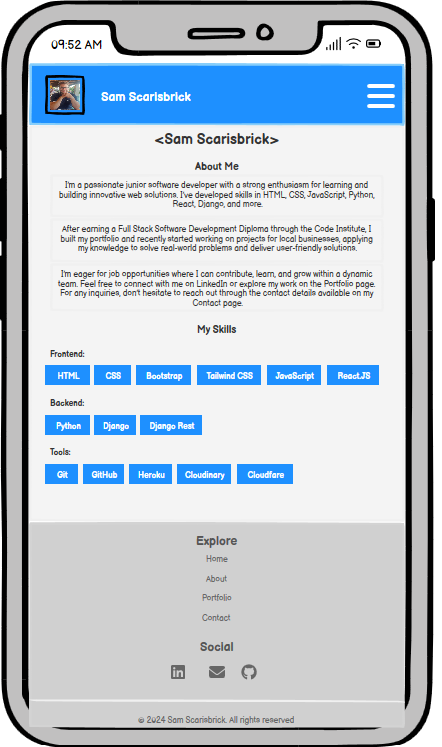 09:52 AM
Sam Scarisbrick
<Sam Scarisbrick>
About Me
I'm a passionate junior software developer with a strong enthusiasm for learning and
building innovative web solutions. I've developed skills in HTML, CSS, JavaScript, Python,
React, Django, and more.
After earning a Full Stack Software Development Diploma through the Code Institute, I
built my portfolio and recently started working on projects for local businesses, applying
my knowledge to solve real-world problems and deliver user-friendly solutions.
I'm eager for job opportunities where I can contribute, learn, and grow within a dynamic
team. Feel free to connect with me on LinkedIn or explore my work on the Portfolio page.
For any inquiries, don't hesitate to reach out through the contact details available on my
Contact page.
My Skills
Frontend:
HTML CSS Bootstrap Tailwind CSS JavaScript React.JS
Backend:
Python Django Django Rest
Tools:
Git GitHub Heroku Cloudinary Cloudfare
Explore
Home
About
Portfolio
Contact
Social
in
© 2024 Sam Scarisbrick. All rights reserved